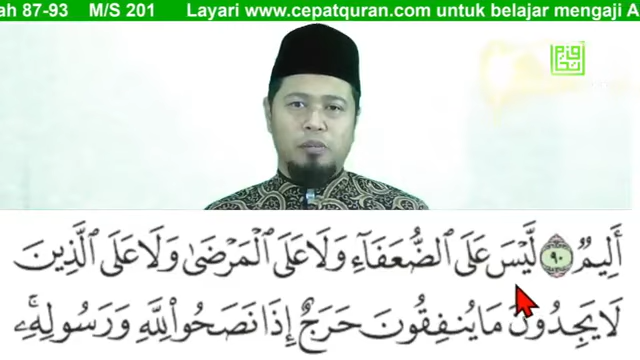 ah 87-93 M/S 201 Layari www.cepatquran.com untuk belajar mengaji A
أَلِيمٌ ٩٠ لَّيْسَ عَلَى ٱلضُّعَفَآءِ وَلَا عَلَى ٱلْمَرْضَىٰ وَلَا عَلَى ٱلَّذِينَ
لَا يَجِدُونَ مَا يُنفِقُونَ حَرَجٌ إِذَا نَصَحُوا۟ لِلَّهِ وَرَسُولِهِۦ ۚ